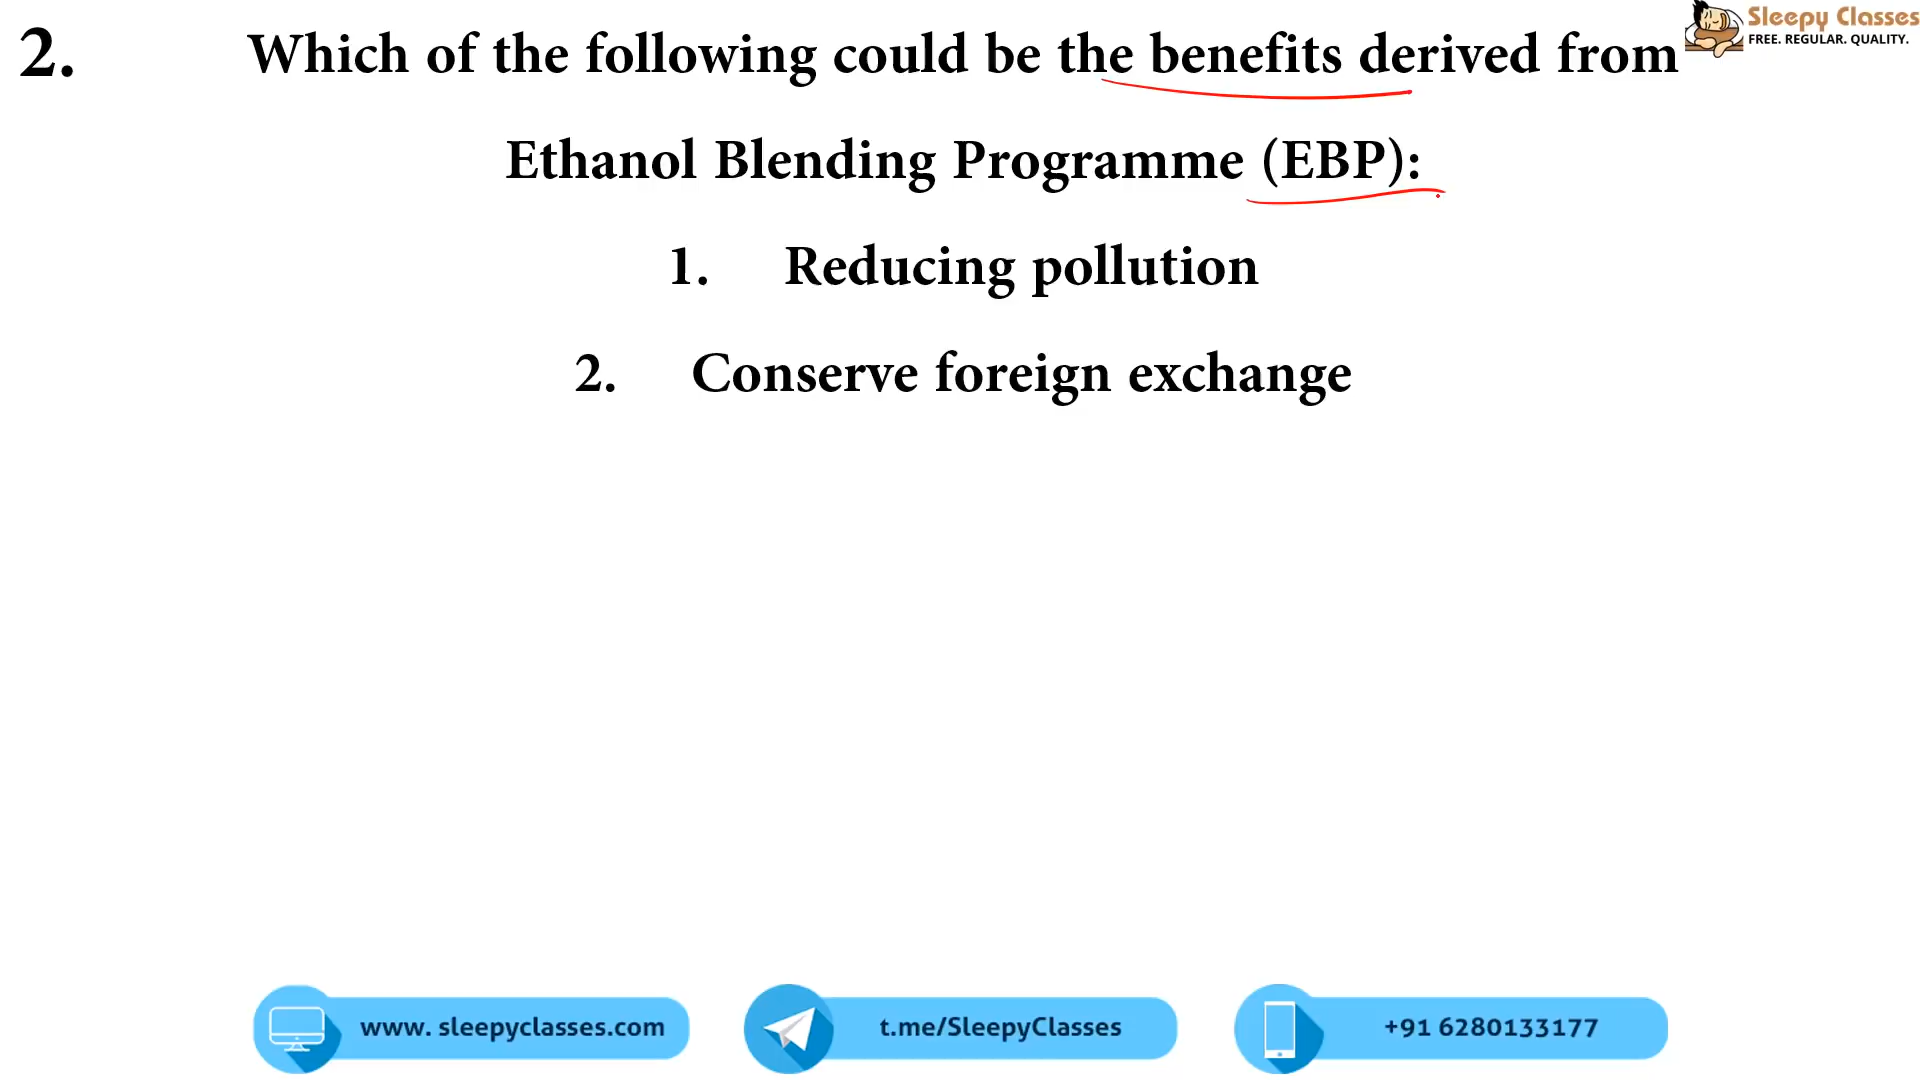 Sleepy Classes
FREE. REGULAR. QUALITY.
2. Which of the following could be the benefits derived from
Ethanol Blending Programme (EBP):
1. Reducing pollution
2. Conserve foreign exchange
www. sleepyclasses.com
t.me/SleepyClasses
+91 6280133177